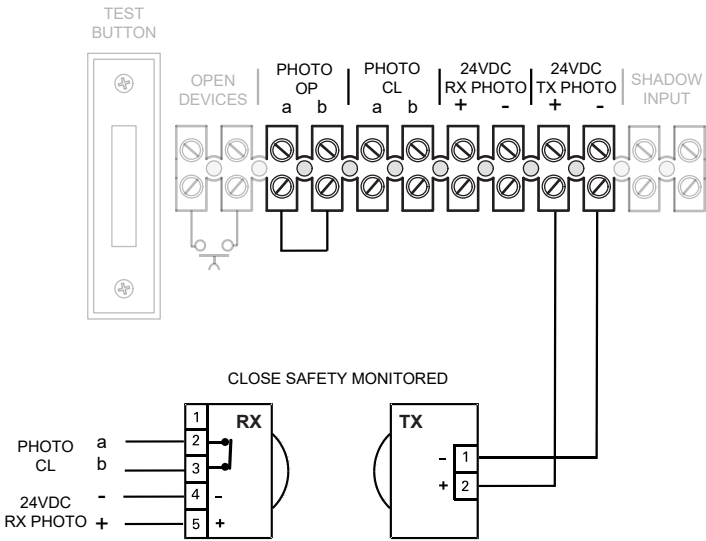 TEST
BUTTON
OPEN
DEVICES
PHOTO
OP
a b
PHOTO
CL
a b
24VDC
RX PHOTO
+ -
24VDC
TX PHOTO
+ -
SHADOW
INPUT
CLOSE SAFETY MONITORED
PHOTO
CL
a
b
24VDC
RX PHOTO
-
+
1
2
3
4 -
5 +
RX
TX
- 1
+ 2